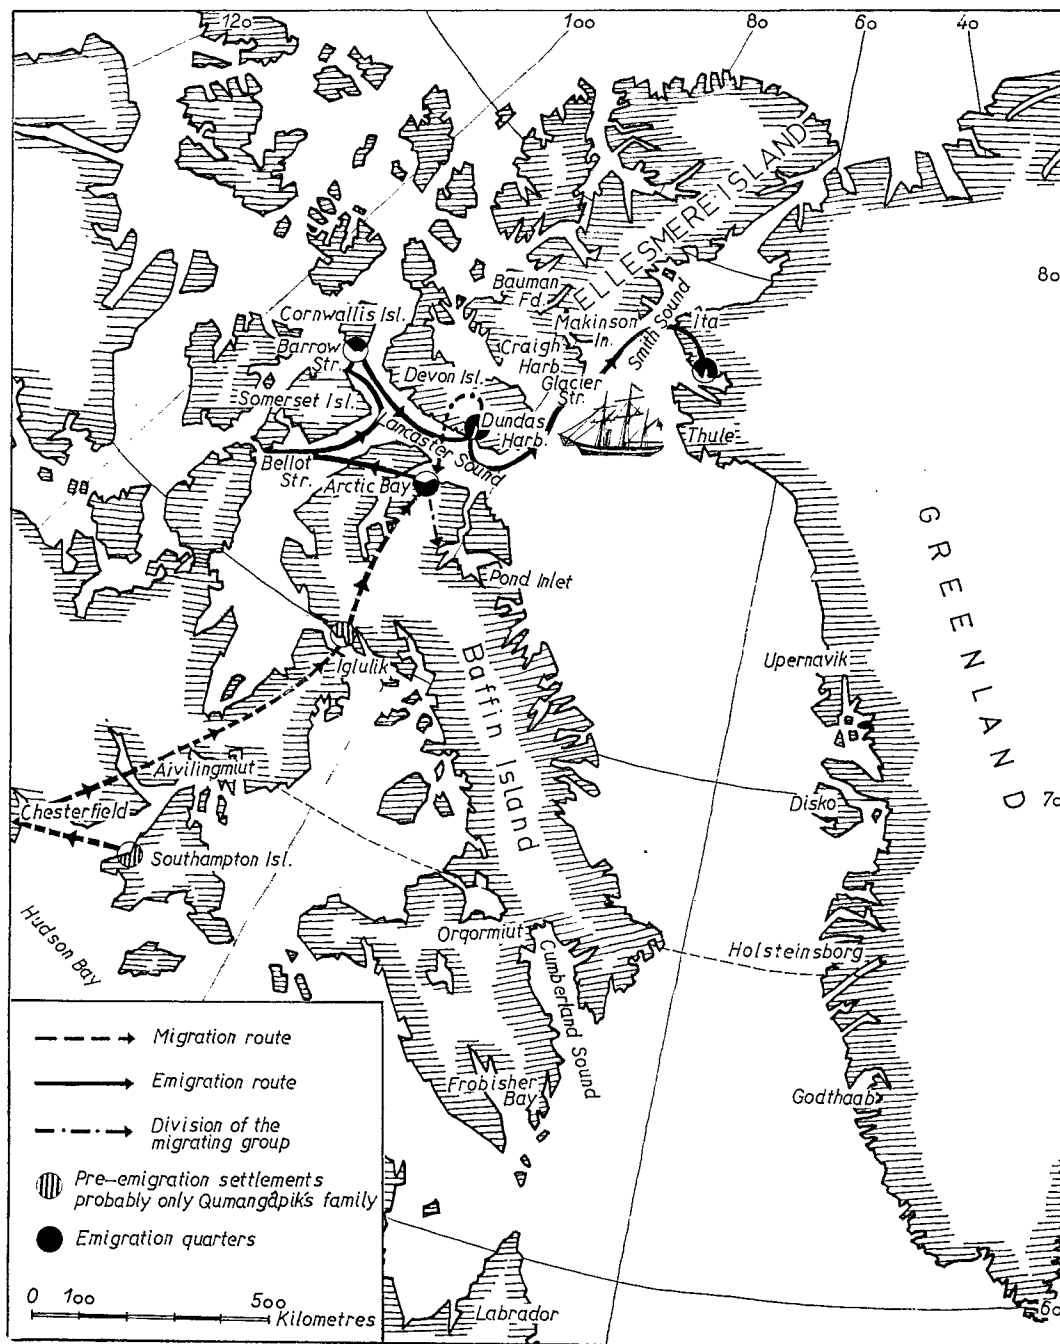 120
100
80
60
40
ELLESMERE ISLAND
80
Bauman
Fd.
Makinson
In.
Smith Sound
Îta
Cornwallis Isl.
Barrow
Str.
Craigh
Harb.
Glacier
Str.
Devon Isl.
Somerset Isl.
Lancaster Sound
Dundas
Harb.
Thule
Bellot
Str.
Arctic Bay
GREENLAND
Pond Inlet
Iglulik
Baffin Island
Upernavik
Aivilingmiut
Chesterfield
Disko
70
Southampton Isl.
Hudson Bay
Orqormiut
Cumberland Sound
Holsteinsborg
Frobisher
Bay
Godthaab
Labrador
60
Migration route
Emigration route
Division of the
migrating group
Pre-emigration settlements
probably only Qumangâpik's family
Emigration quarters
0 100 500
Kilometres